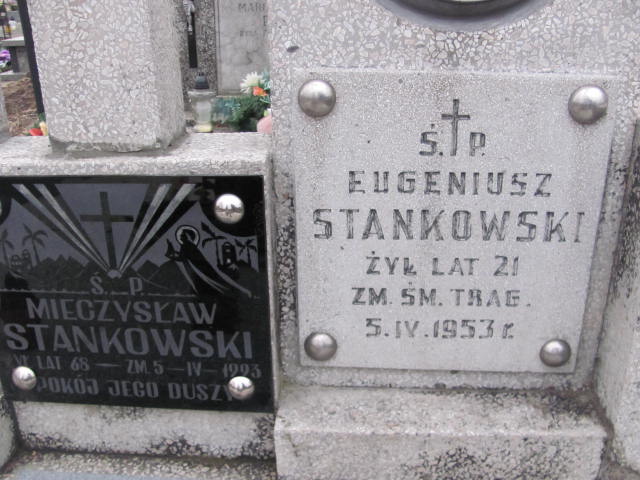 Ś. P.
MIECZYSŁAW
STANKOWSKI
LAT 68 — ZM. 5 – IV – 1993
POKÓJ JEGO DUSZY
Ś. P.
EUGENIUSZ
STANKOWSKI
ŻYŁ LAT 21
ZM. ŚM. TRAG.
5.IV.1953 r.